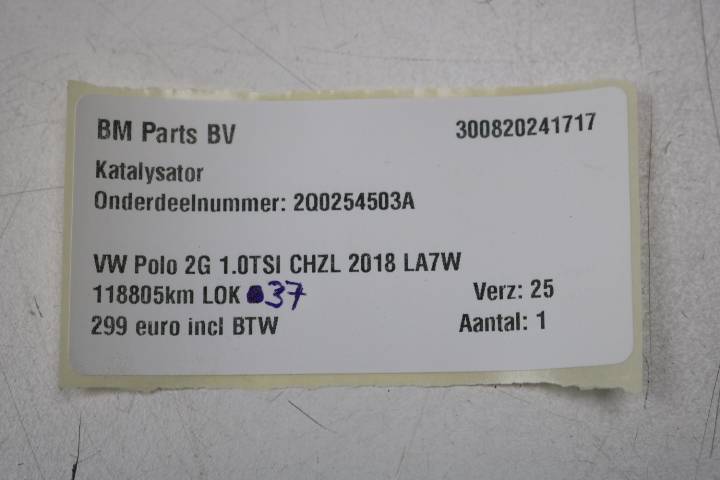 BM Parts BV 300820241717
Katalysator
Onderdeelnummer: 2Q0254503A
VW Polo 2G 1.0TSI CHZL 2018 LA7W
118805km LOK 37 Verz: 25
299 euro incl BTW Aantal: 1